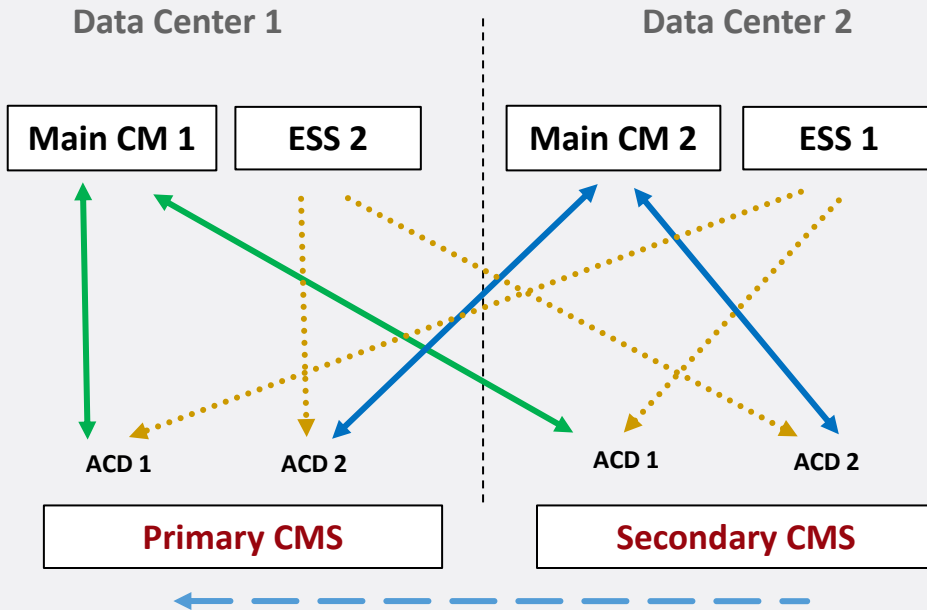 Data Center 1
Data Center 2
Main CM 1
ESS 2
Main CM 2
ESS 1
ACD 1
ACD 2
ACD 1
ACD 2
Primary CMS
Secondary CMS